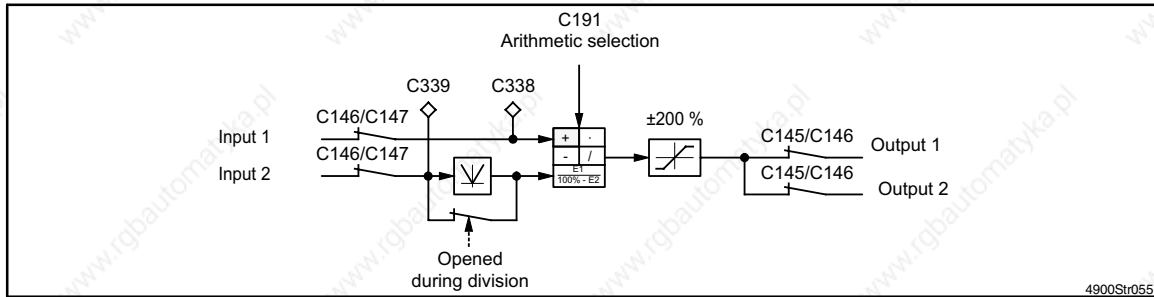 C191
Arithmetic selection
C339
C338
C146/C147
Input 1
C146/C147
Input 2
+ ·
- /
E1
100% - E2
±200 %
C145/C146
Output 1
C145/C146
Output 2
Opened
during division
4900Str055
www.rgbautomatyka.pl